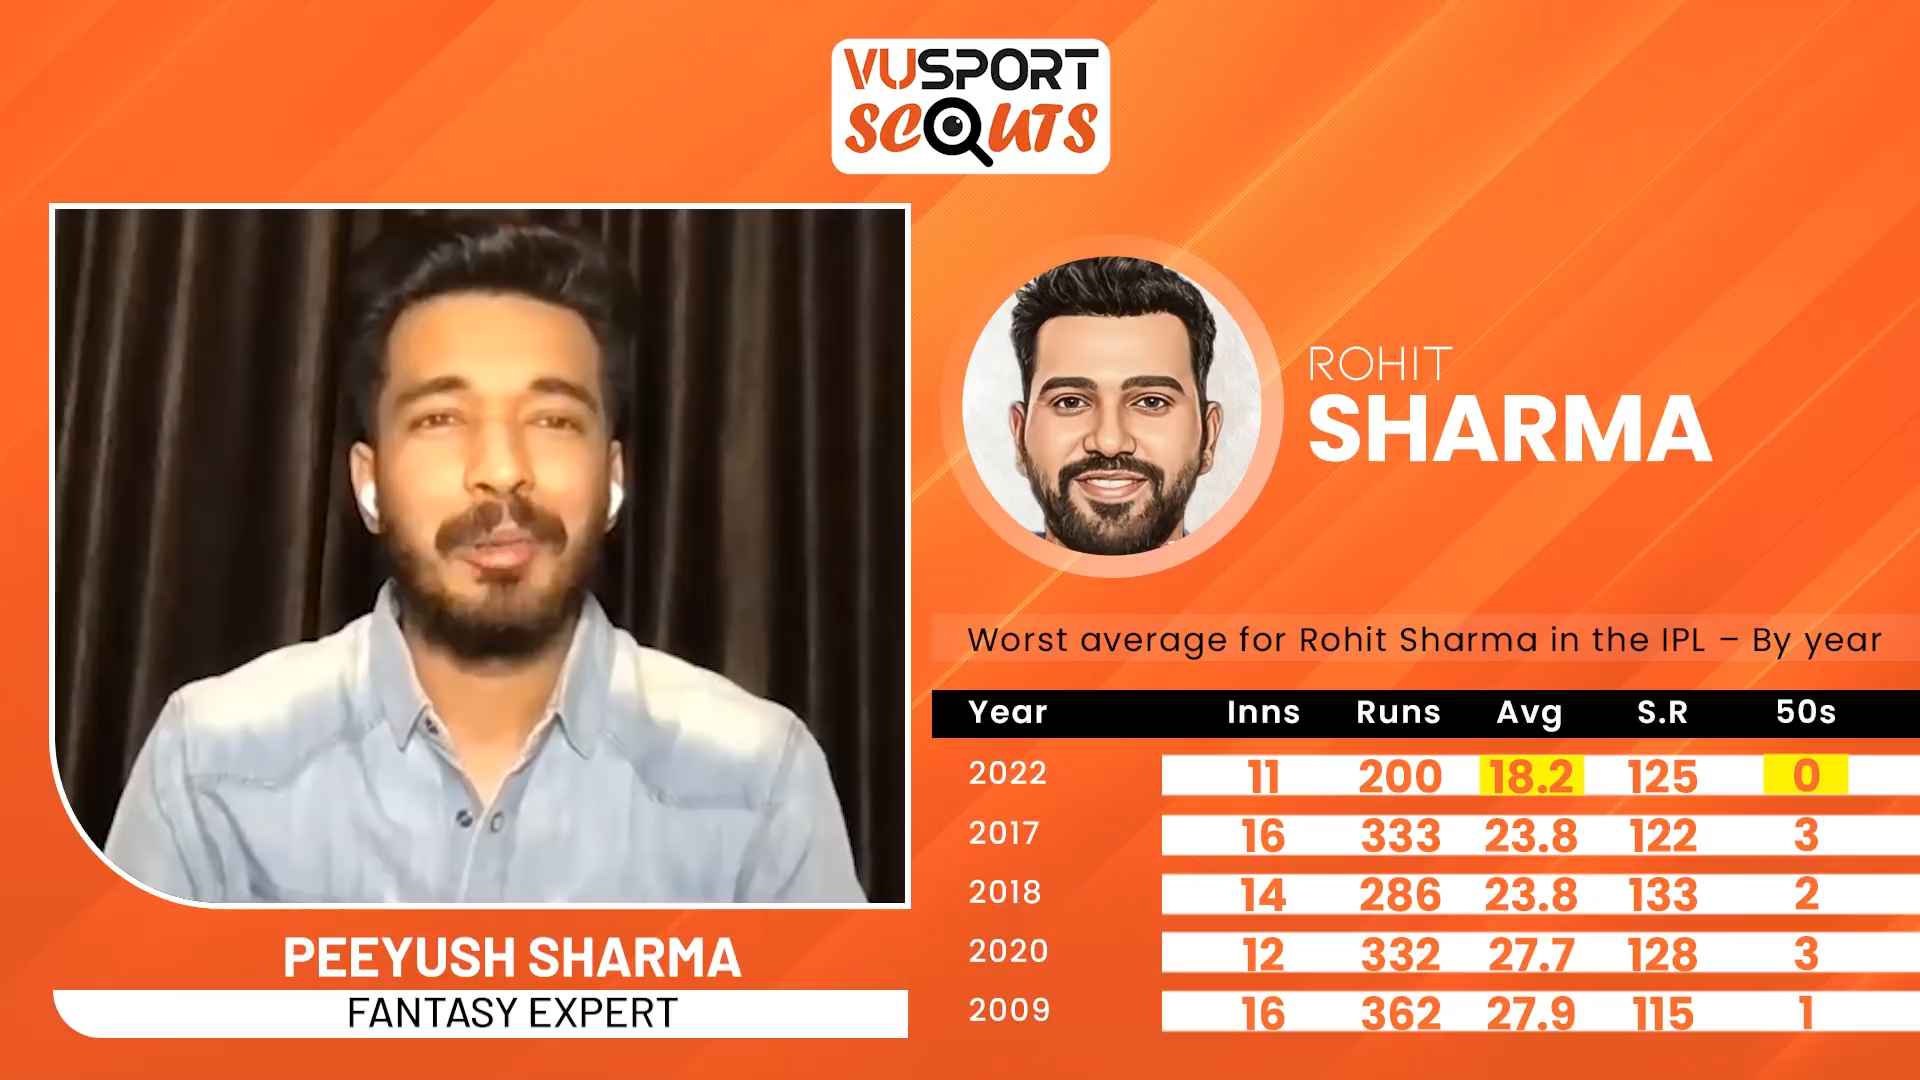 VUSPORT
SCOUTS
ROHIT
SHARMA
Worst average for Rohit Sharma in the IPL – By year
Year Inns Runs Avg S.R 50s
2022 11 200 18.2 125 0
2017 16 333 23.8 122 3
2018 14 286 23.8 133 2
2020 12 332 27.7 128 3
2009 16 362 27.9 115 1
PEEYUSH SHARMA
FANTASY EXPERT